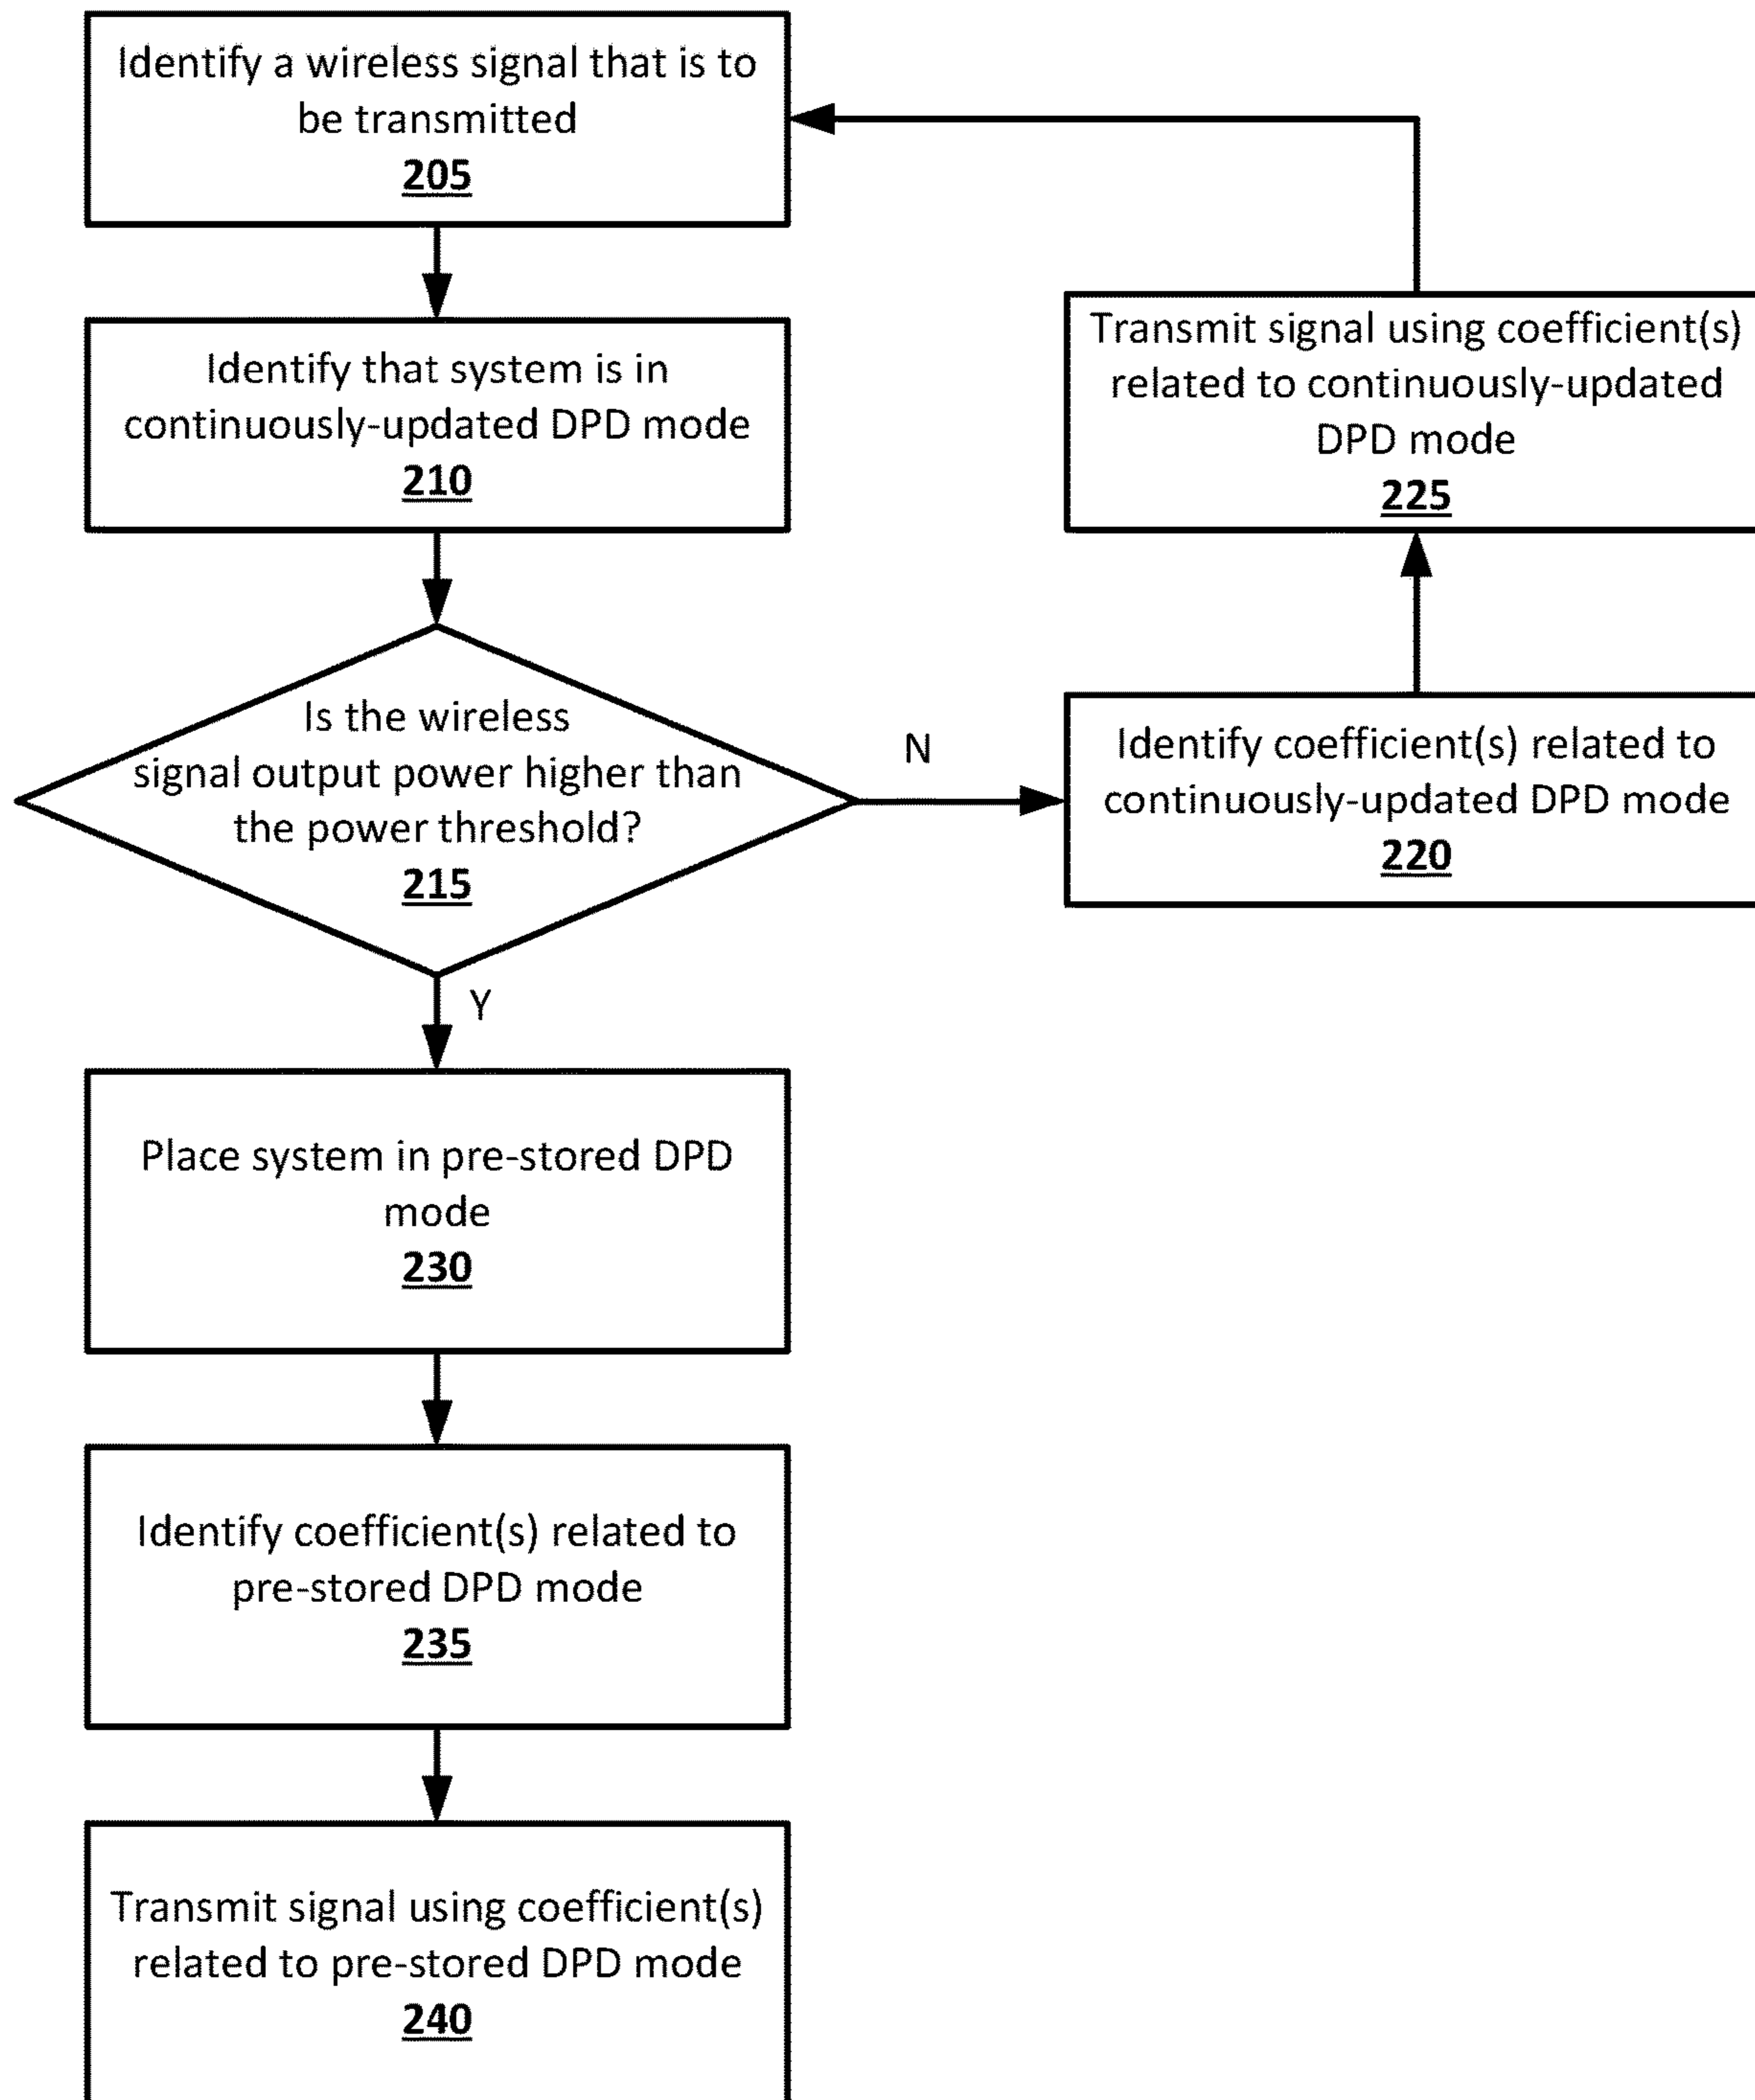 Identify a wireless signal that is to
be transmitted
205
Identify that system is in
continuously-updated DPD mode
210
Is the wireless
signal output power higher than
the power threshold?
215
N
Identify coefficient(s) related to
continuously-updated DPD mode
220
Transmit signal using coefficient(s)
related to continuously-updated
DPD mode
225
Y
Place system in pre-stored DPD
mode
230
Identify coefficient(s) related to
pre-stored DPD mode
235
Transmit signal using coefficient(s)
related to pre-stored DPD mode
240